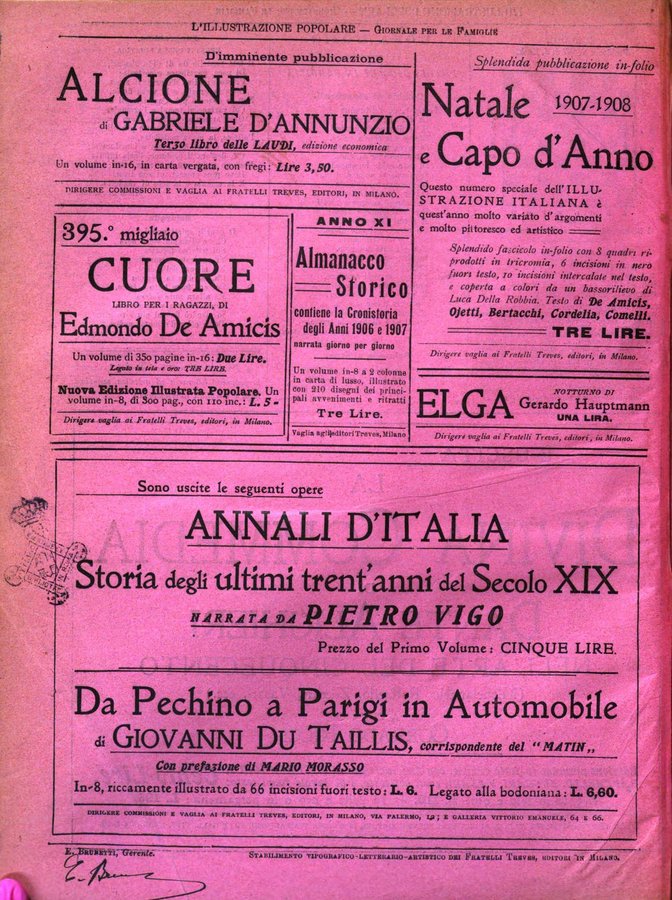 L'ILLUSTRAZIONE POPOLARE — GIORNALE PER LE FAMIGLIE
D'imminente pubblicazione
ALCIONE
di GABRIELE D'ANNUNZIO
Terzo libro delle LAUDI, edizione economica
Un volume in-16, in carta vergata, con fregi: Lire 3,50.
DIRIGERE COMMISSIONI E VAGLIA AI FRATELLI TREVES, EDITORI, IN MILANO.
Splendida pubblicazione in-folio
Natale 1907-1908
e Capo d'Anno
Questo numero speciale dell'ILLU-
STRAZIONE ITALIANA è
quest'anno molto variato d'argomenti
e molto pittoresco ed artistico
Splendido fascicolo in-folio con 8 quadri ri-
prodotti in tricromia, 6 incisioni in nero
fuori testo, 10 incisioni intercalate nel testo,
e coperta a colori da un bassorilievo di
Luca Della Robbia. Testo di De Amicis,
Ojetti, Bertacchi, Cordelia, Comelli.
TRE LIRE.
Dirigere vaglia ai Fratelli Treves, editori, in Milano.
395.° migliaio
CUORE
LIBRO PER I RAGAZZI, DI
Edmondo De Amicis
Un volume di 350 pagine in-16: Due Lire.
Legato in tela e oro: TRE LIRE.
Nuova Edizione Illustrata Popolare. Un
volume in-8, di 300 pag., con 110 inc.: L. 5 -
Dirigere vaglia ai Fratelli Treves, editori, in Milano.
ANNO XI
Almanacco
Storico
contiene la Cronistoria
degli Anni 1906 e 1907
narrata giorno per giorno
Un volume in-8 a 2 colonne
in carta di lusso, illustrato
con 210 disegni dei princi-
pali avvenimenti e ritratti
Tre Lire.
Vaglia agli editori Treves, Milano
ELGA
NOTTURNO DI
Gerardo Hauptmann
UNA LIRA.
Dirigere vaglia ai Fratelli Treves, editori, in Milano.
Sono uscite le seguenti opere
ANNALI D'ITALIA
Storia degli ultimi trent'anni del Secolo XIX
NARRATA DA PIETRO VIGO
Prezzo del Primo Volume: CINQUE LIRE.
Da Pechino a Parigi in Automobile
di GIOVANNI DU TAILLIS, corrispondente del "MATIN„
Con prefazione di MARIO MORASSO
In-8, riccamente illustrato da 66 incisioni fuori testo: L. 6. Legato alla bodoniana: L. 6,60.
DIRIGERE COMMISSIONI E VAGLIA AI FRATELLI TREVES, EDITORI, IN MILANO, VIA PALERMO, 12; E GALLERIA VITTORIO EMANUELE, 64 E 66.
E. BRUNETTI, Gerente.
STABILIMENTO TIPOGRAFICO-LETTERARIO-ARTISTICO DEI FRATELLI TREVES, EDITORI IN MILANO.